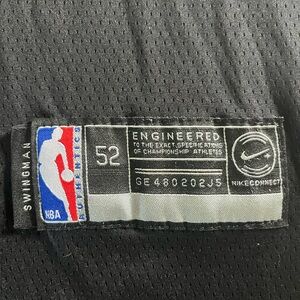 SWINGMAN
NBA
AUTHENTICS
52
ENGINEERED
TO THE EXACT SPECIFICATIONS
OF CHAMPIONSHIP ATHLETES
GE480202J5
NIKECONNECT